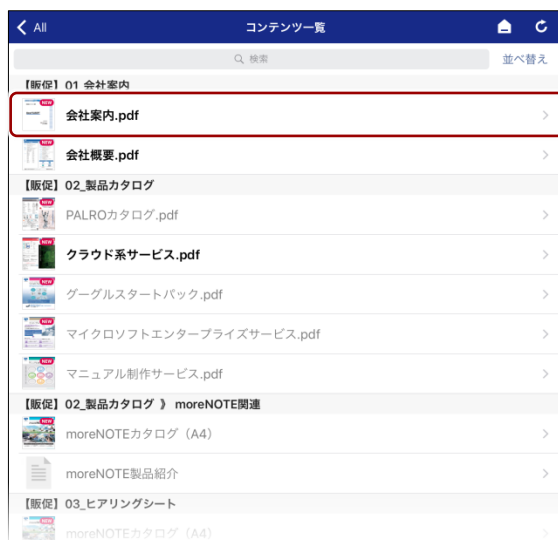 All
コンテンツ一覧
検索
並べ替え
【販促】01_会社案内
NEW
会社案内.pdf
NEW
会社概要.pdf
【販促】02_製品カタログ
NEW
PALROカタログ.pdf
NEW
クラウド系サービス.pdf
NEW
グーグルスタートパック.pdf
NEW
マイクロソフトエンタープライズサービス.pdf
NEW
マニュアル制作サービス.pdf
【販促】02_製品カタログ 》 moreNOTE関連
NEW
moreNOTEカタログ（A4）
moreNOTE製品紹介
【販促】03_ヒアリングシート
NEW
moreNOTEカタログ（A4）